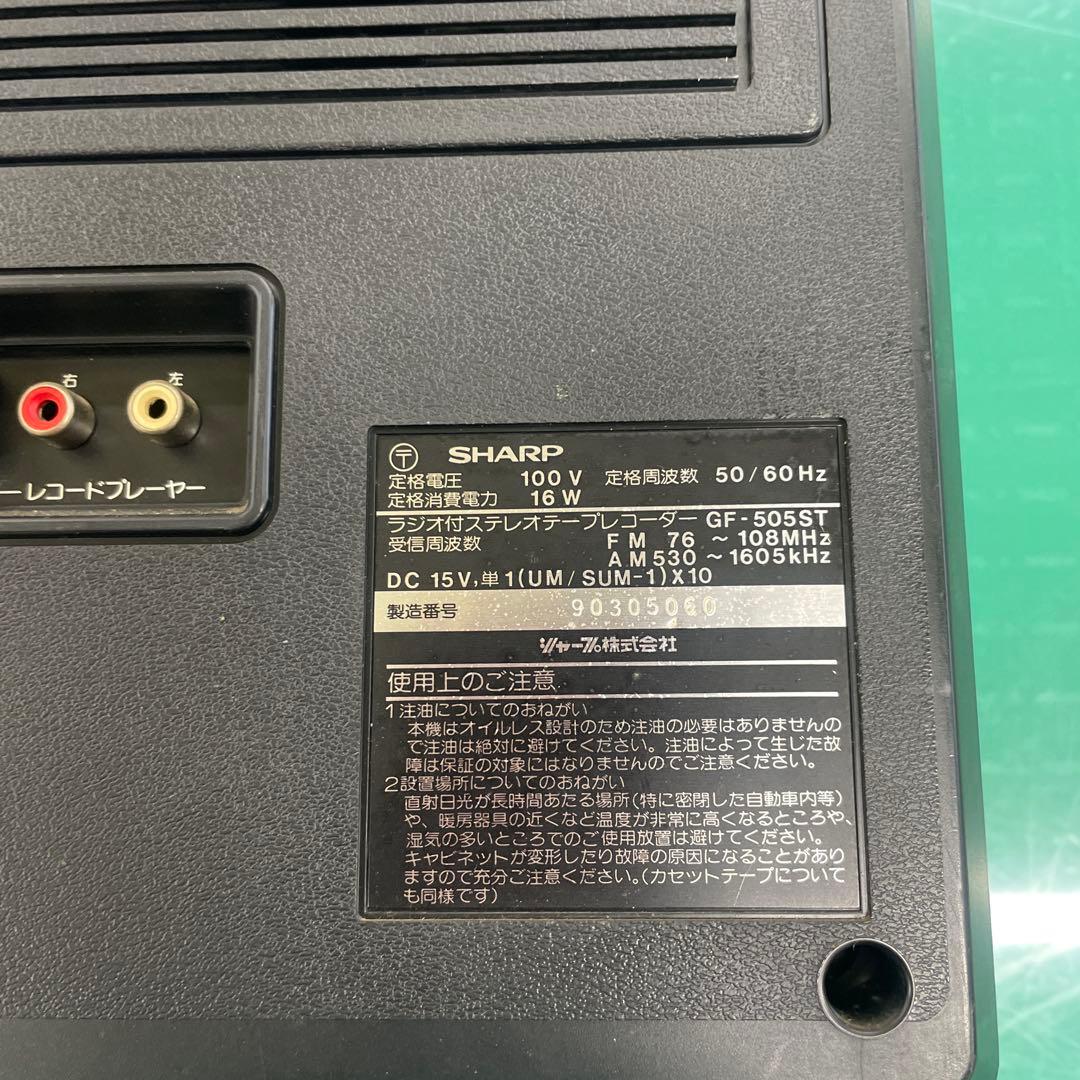 右 左
レコードプレーヤー
〒 SHARP
定格電圧 100 V 定格周波数 50/60Hz
定格消費電力 16 W
ラジオ付ステレオテープレコーダー GF-505ST
受信周波数 FM 76 ~ 108MHz
AM 530 ~ 1605kHz
DC 15V,単1(UM/SUM-1)X10
製造番号 90305060
シャープ株式会社
使用上のご注意
1注油についてのおねがい
本機はオイルレス設計のため注油の必要はありませんの
で注油は絶対に避けてください。注油によって生じた故
障は保証の対象にはなりませんのでご注意ください。
2設置場所についてのおねがい
直射日光が長時間あたる場所(特に密閉した自動車内等)
や、暖房器具の近くなど温度が非常に高くなるところや、
湿気の多いところでのご使用放置は避けてください。
キャビネットが変形したり故障の原因になることがあり
ますので充分ご注意ください。(カセットテープについて
も同様です)